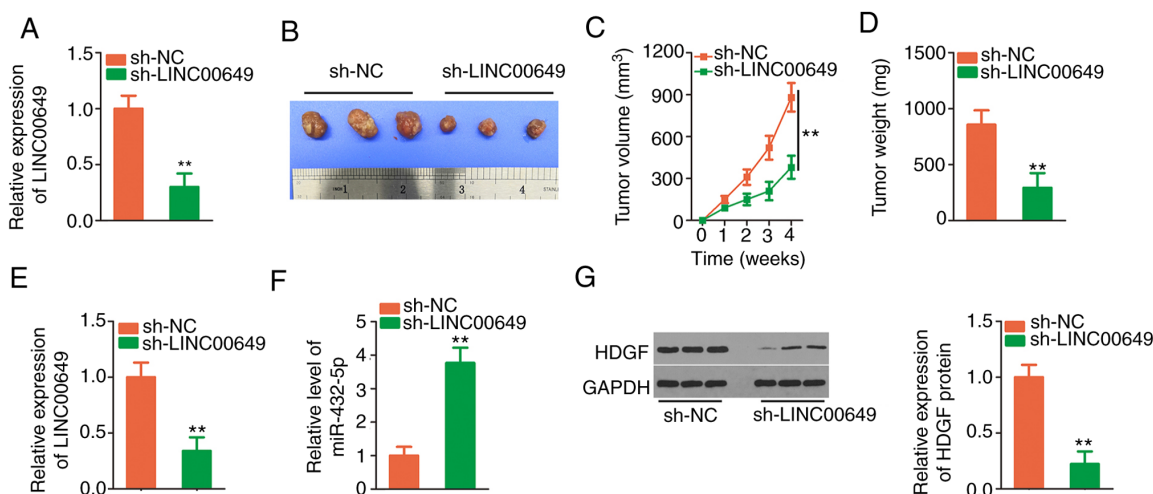 A
1.5
1.0
0.5
0.0
Relative expression
of LINC00649
sh-NC
sh-LINC00649
**
B
sh-NC
sh-LINC00649
1
2
3
4
C
1200
900
600
300
0
Tumor volume (mm3)
sh-NC
sh-LINC00649
**
0 1 2 3 4
Time (weeks)
D
1500
1000
500
0
Tumor weight (mg)
sh-NC
sh-LINC00649
**
E
1.5
1.0
0.5
0.0
Relative expression
of LINC00649
sh-NC
sh-LINC00649
**
F
5
4
3
2
1
0
Relative level of
miR-432-5p
sh-NC
sh-LINC00649
**
G
HDGF
GAPDH
sh-NC
sh-LINC00649
1.5
1.0
0.5
0.0
Relative expression
of HDGF protein
sh-NC
sh-LINC00649
**